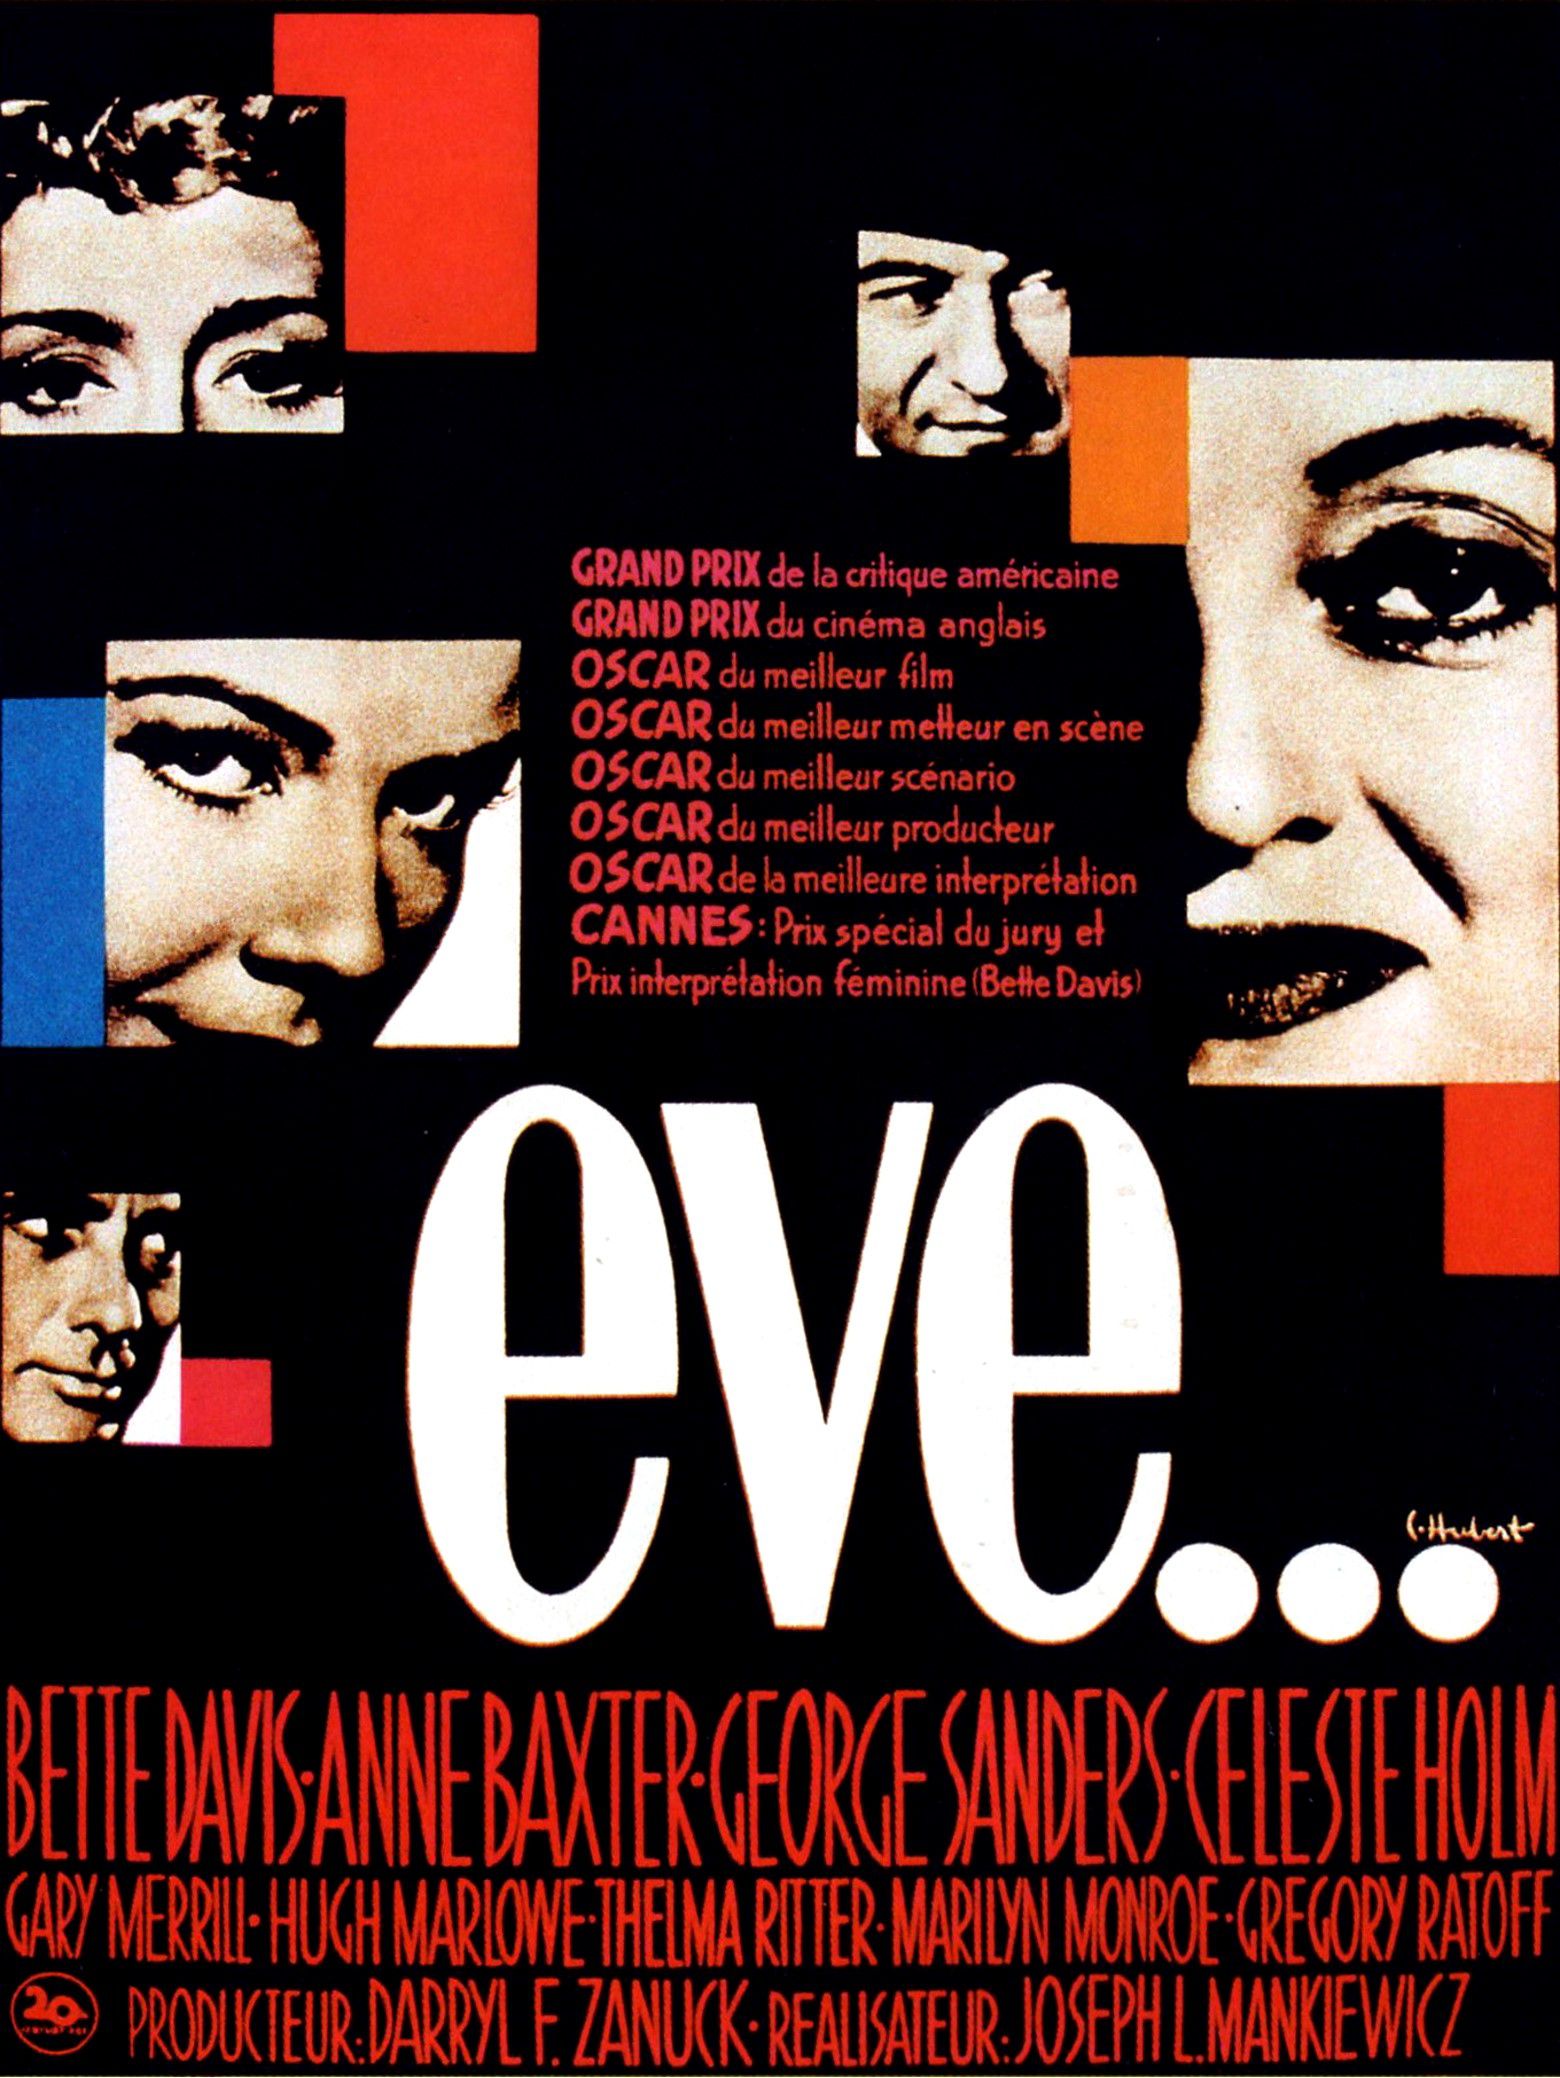 GRAND PRIX de la critique américaine
GRAND PRIX du cinéma anglais
OSCAR du meilleur film
OSCAR du meilleur metteur en scène
OSCAR du meilleur scénario
OSCAR du meilleur producteur
OSCAR de la meilleure interprétation
CANNES: Prix spécial du jury et
Prix interprétation féminine (Bette Davis)
eve...
C. Hubert
BETTE DAVIS · ANNE BAXTER · GEORGE SANDERS · CELESTE HOLM
GARY MERRILL · HUGH MARLOWE · THELMA RITTER · MARILYN MONROE · GREGORY RATOFF
20 PRODUCTEUR: DARRYL F. ZANUCK · REALISATEUR: JOSEPH L. MANKIEWICZ